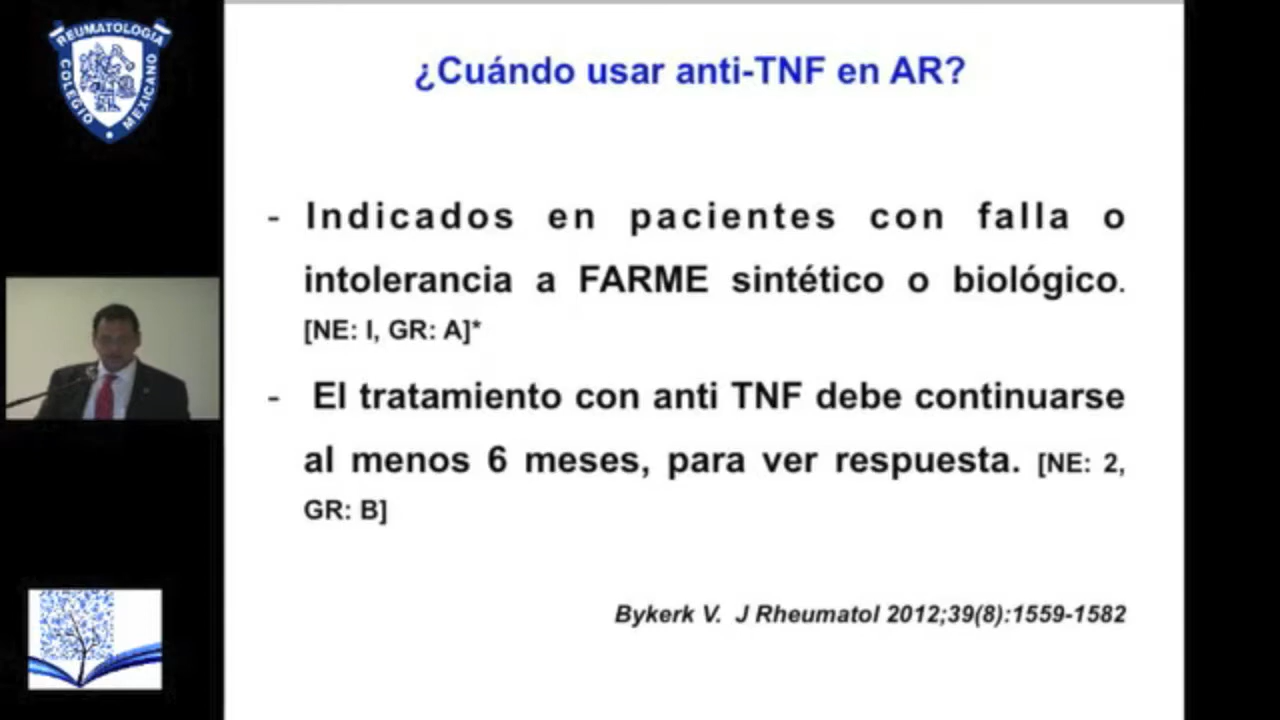 REUMATOLOGIA
COLEGIO
MEXICANO
¿Cuándo usar anti-TNF en AR?
- Indicados en pacientes con falla o
intolerancia a FARME sintético o biológico.
[NE: I, GR: A]*
- El tratamiento con anti TNF debe continuarse
al menos 6 meses, para ver respuesta. [NE: 2,
GR: B]
Bykerk V. J Rheumatol 2012;39(8):1559-1582